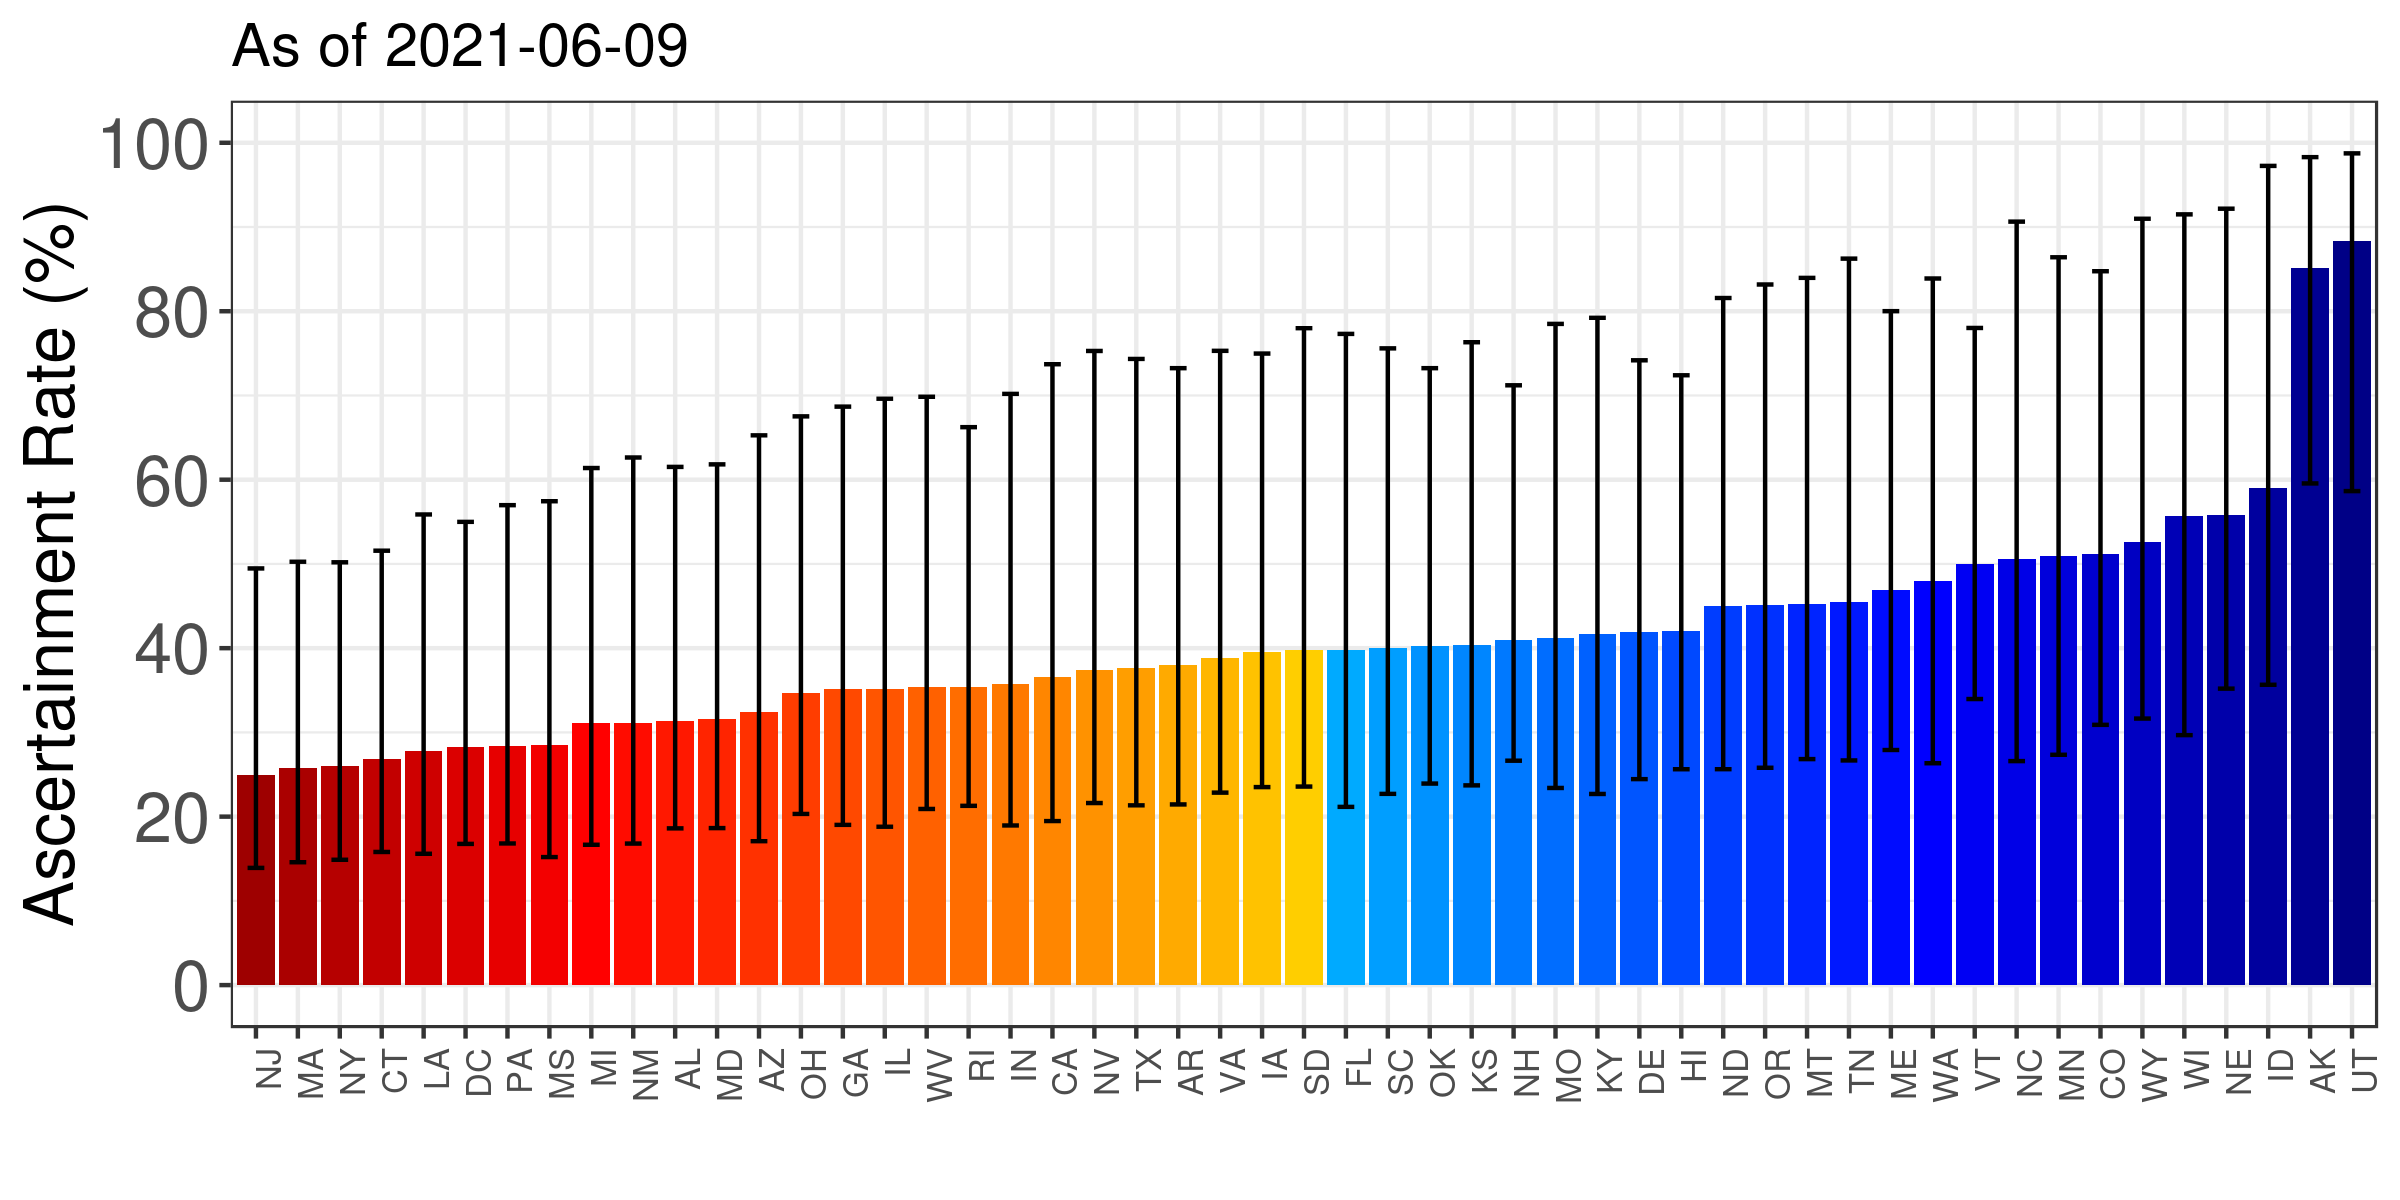 As of 2021-06-09
Ascertainment Rate (%)
100
80
60
40
20
0
NJ MA NY CT LA DC PA MS MI NM AL MD AZ OH GA IL WV RI IN CA NV TX AR VA IA SD FL SC OK KS NH MO KY DE HI ND OR MT TN ME WA VT NC MN CO WY WI NE ID AK UT